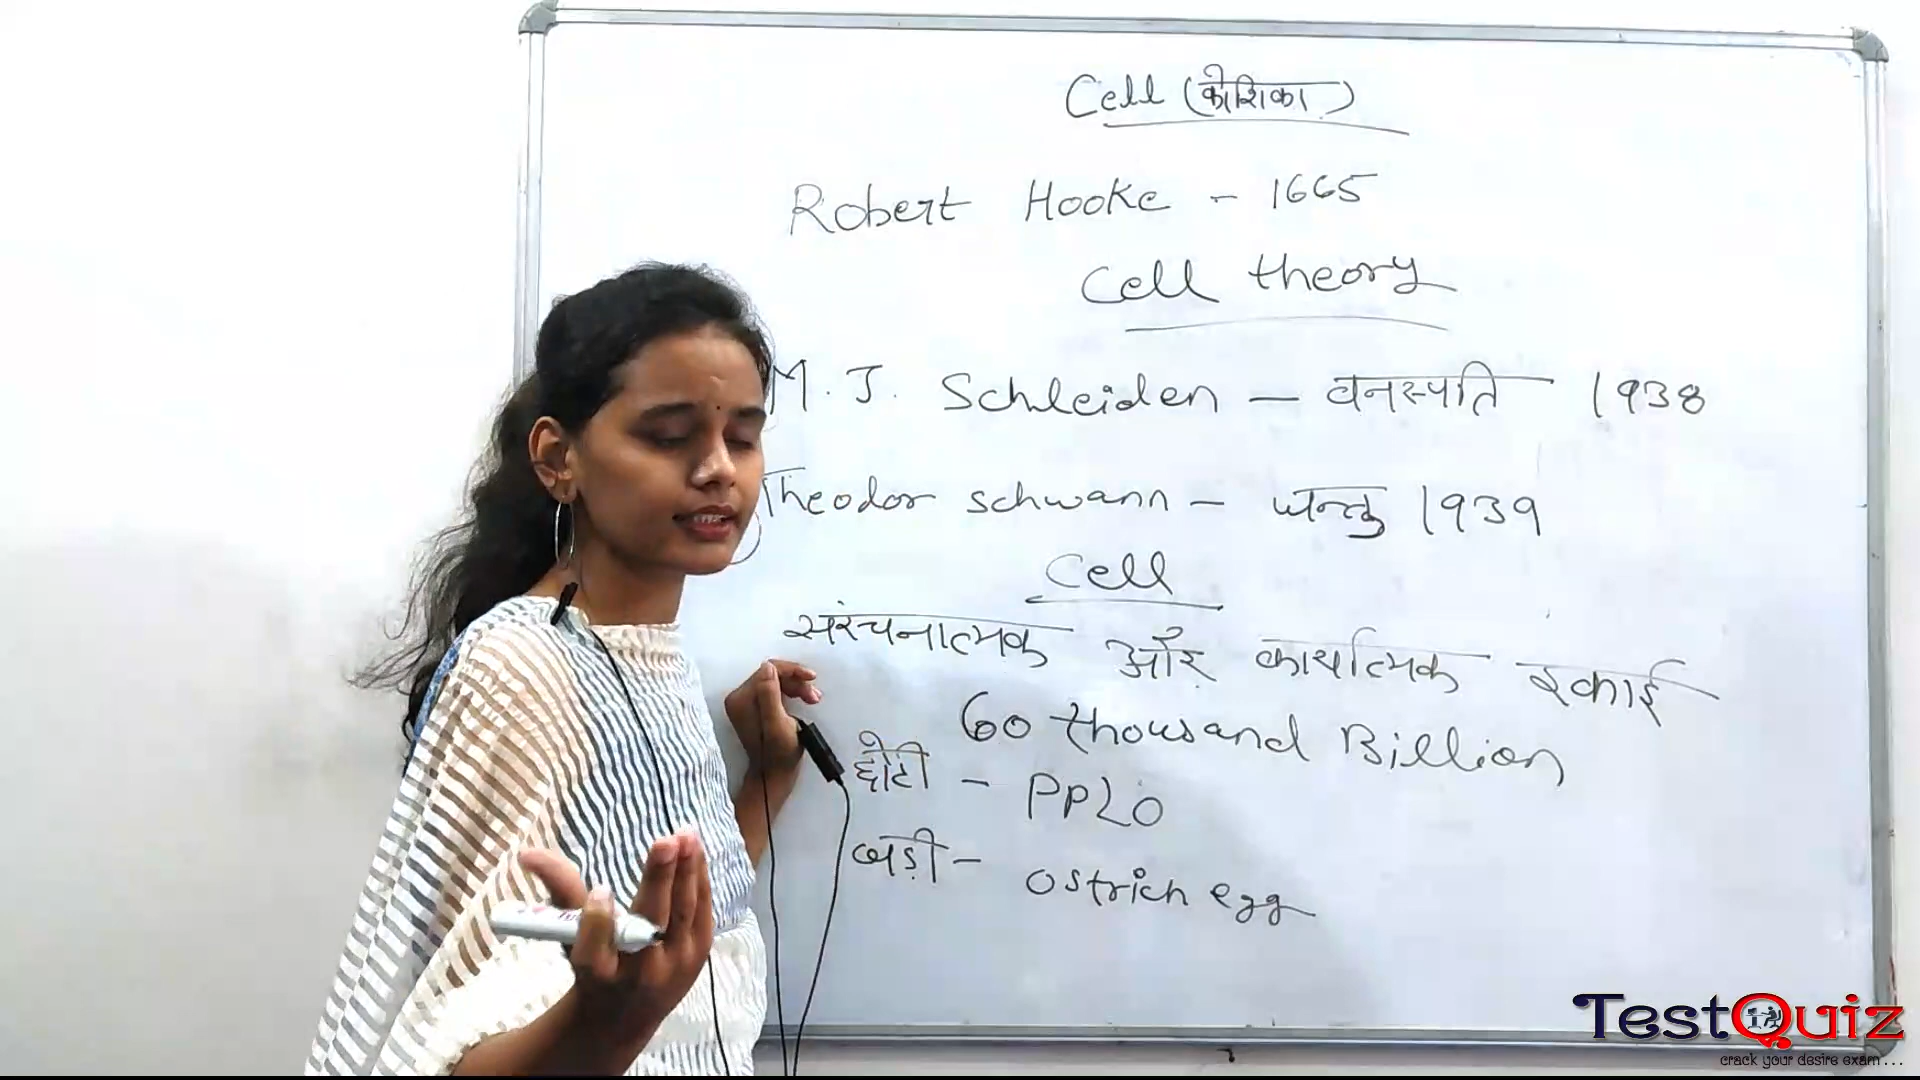 Cell (कोशिका)
Robert Hooke - 1665
Cell theory
M. J. Schleiden - वनस्पति 1938
Theodor Schwann - जन्तु 1939
Cell
संरचनात्मक और कार्यात्मक इकाई
60 thousand Billion
छोटी - PPLO
बड़ी - Ostrich egg
TestQuiz
crack your desire exam...